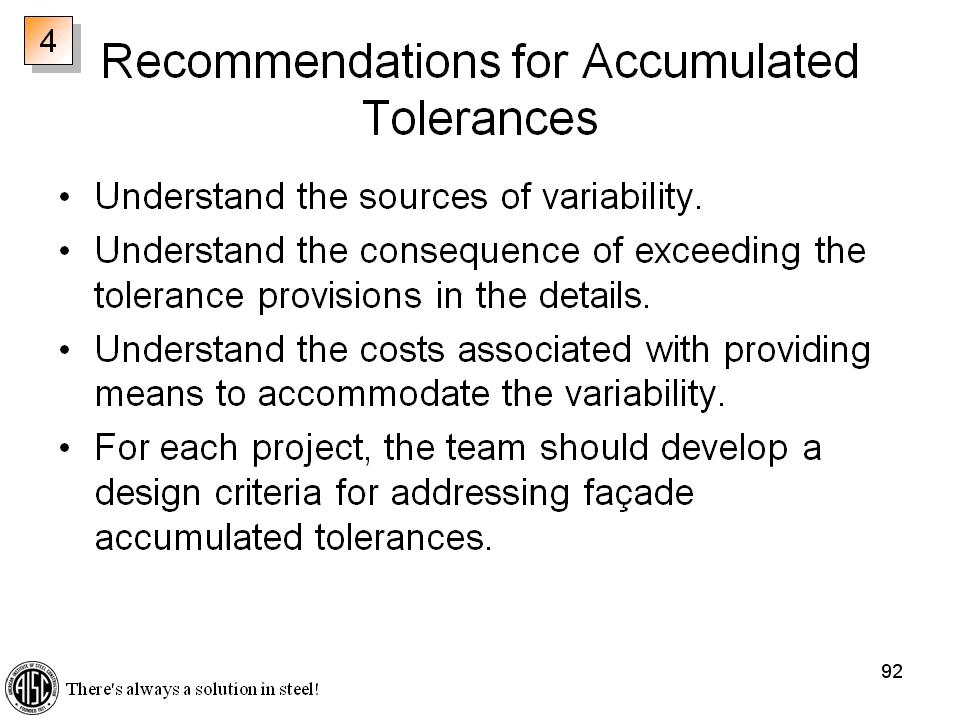 4
Recommendations for Accumulated
Tolerances
• Understand the sources of variability.
• Understand the consequence of exceeding the
tolerance provisions in the details.
• Understand the costs associated with providing
means to accommodate the variability.
• For each project, the team should develop a
design criteria for addressing façade
accumulated tolerances.
92
AISC
There's always a solution in steel!